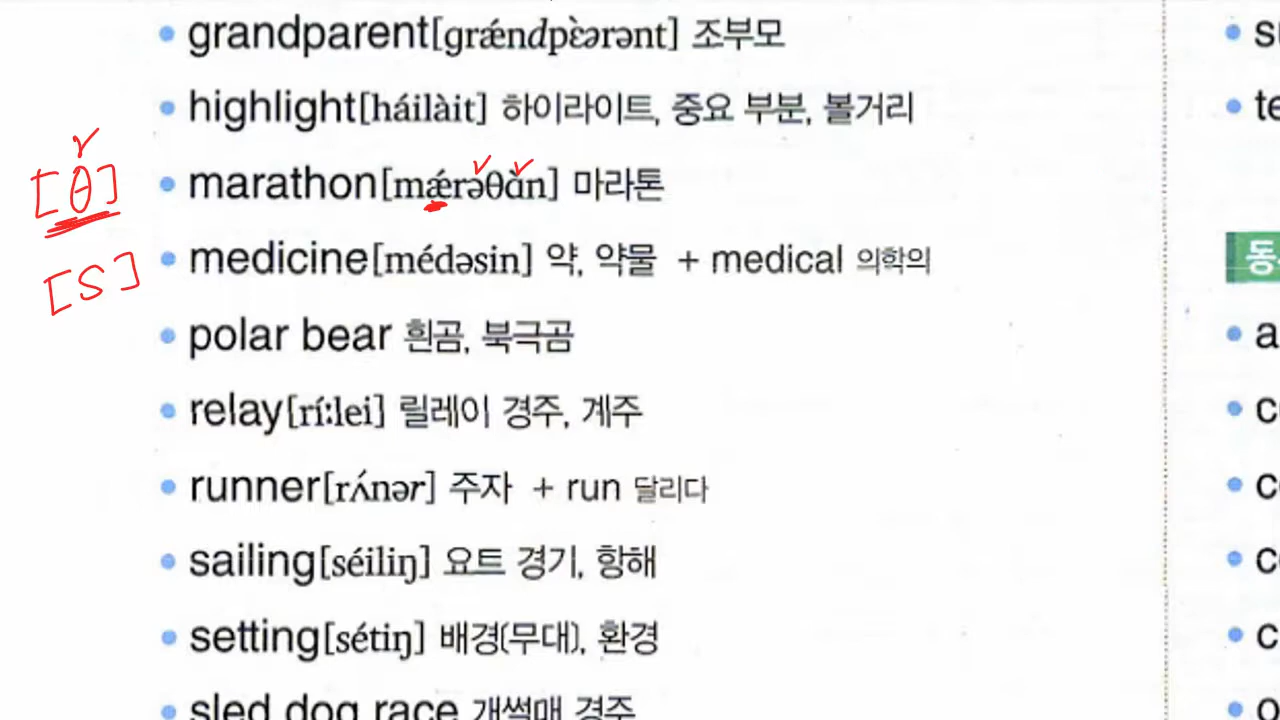 grandparent[grǽndpɛ̀ərənt] 조부모
highlight[háilàit] 하이라이트, 중요 부분, 볼거리
[θ]
marathon[mǽrəθɑ̀n] 마라톤
[S]
medicine[médəsin] 약, 약물 + medical 의학의
polar bear 흰곰, 북극곰
relay[ríːlei] 릴레이 경주, 계주
runner[rʌ́nər] 주자 + run 달리다
sailing[séiliŋ] 요트 경기, 항해
setting[sétiŋ] 배경(무대), 환경
sled dog race 개썰매 경주